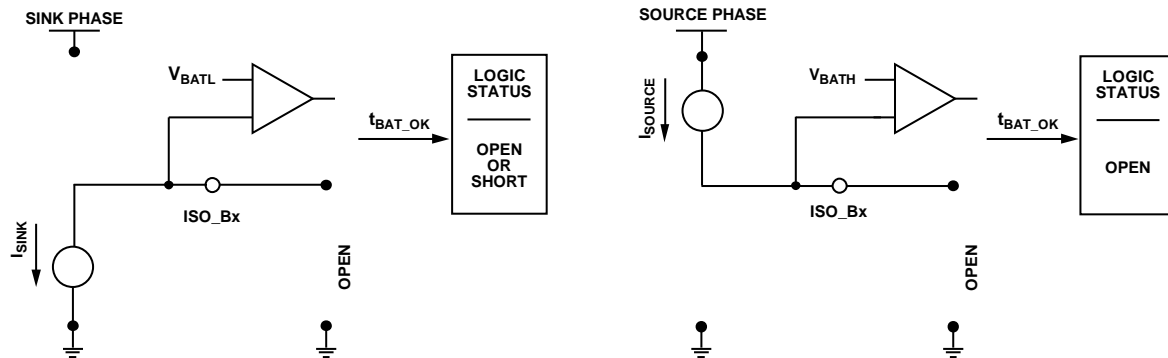 SINK PHASE
V_BATL
LOGIC
STATUS
t_BAT_OK
OPEN
OR
SHORT
ISO_Bx
I_SINK
OPEN
SOURCE PHASE
V_BATH
LOGIC
STATUS
I_SOURCE
t_BAT_OK
OPEN
ISO_Bx
OPEN